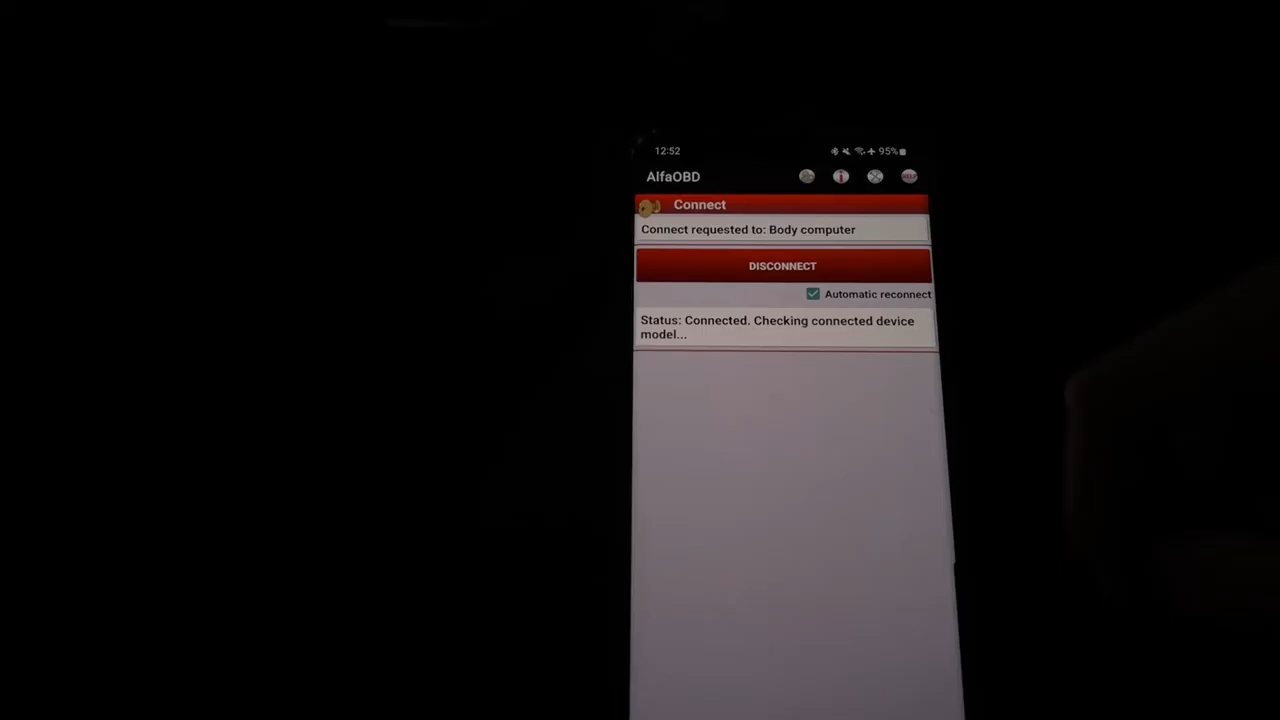 12:52
95%
AlfaOBD
HELP
Connect
Connect requested to: Body computer
DISCONNECT
Automatic reconnect
Status: Connected. Checking connected device
model...